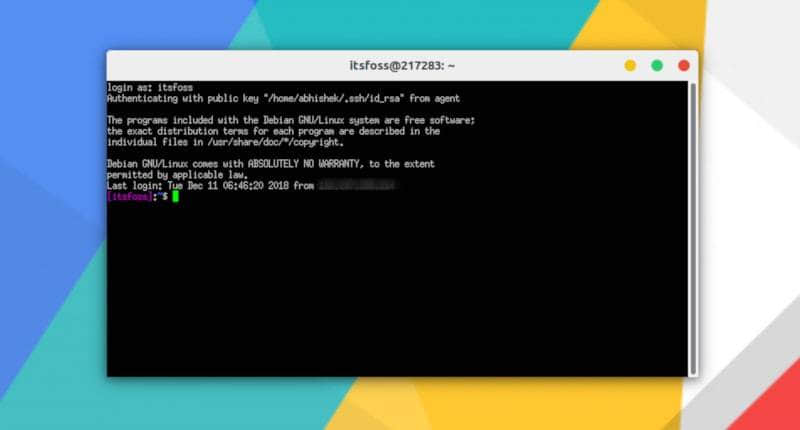 itsfoss@217283: ~
login as: itsfoss
Authenticating with public key "/home/abhishek/.ssh/id_rsa" from agent
The programs included with the Debian GNU/Linux system are free software;
the exact distribution terms for each program are described in the
individual files in /usr/share/doc/*/copyright.
Debian GNU/Linux comes with ABSOLUTELY NO WARRANTY, to the extent
permitted by applicable law.
Last login: Tue Dec 11 06:46:20 2018 from
[itsfoss]:~$